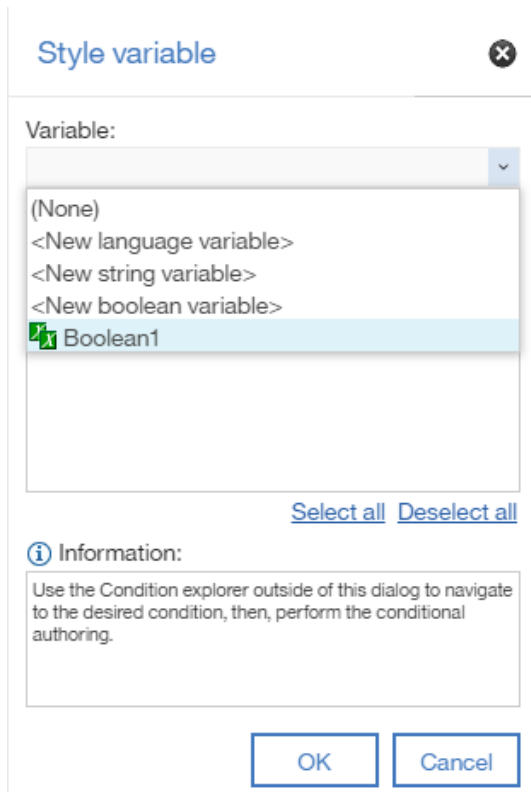 Style variable
Variable:
(None)
<New language variable>
<New string variable>
<New boolean variable>
Boolean1
Select all Deselect all
Information:
Use the Condition explorer outside of this dialog to navigate
to the desired condition, then, perform the conditional
authoring.
OK Cancel